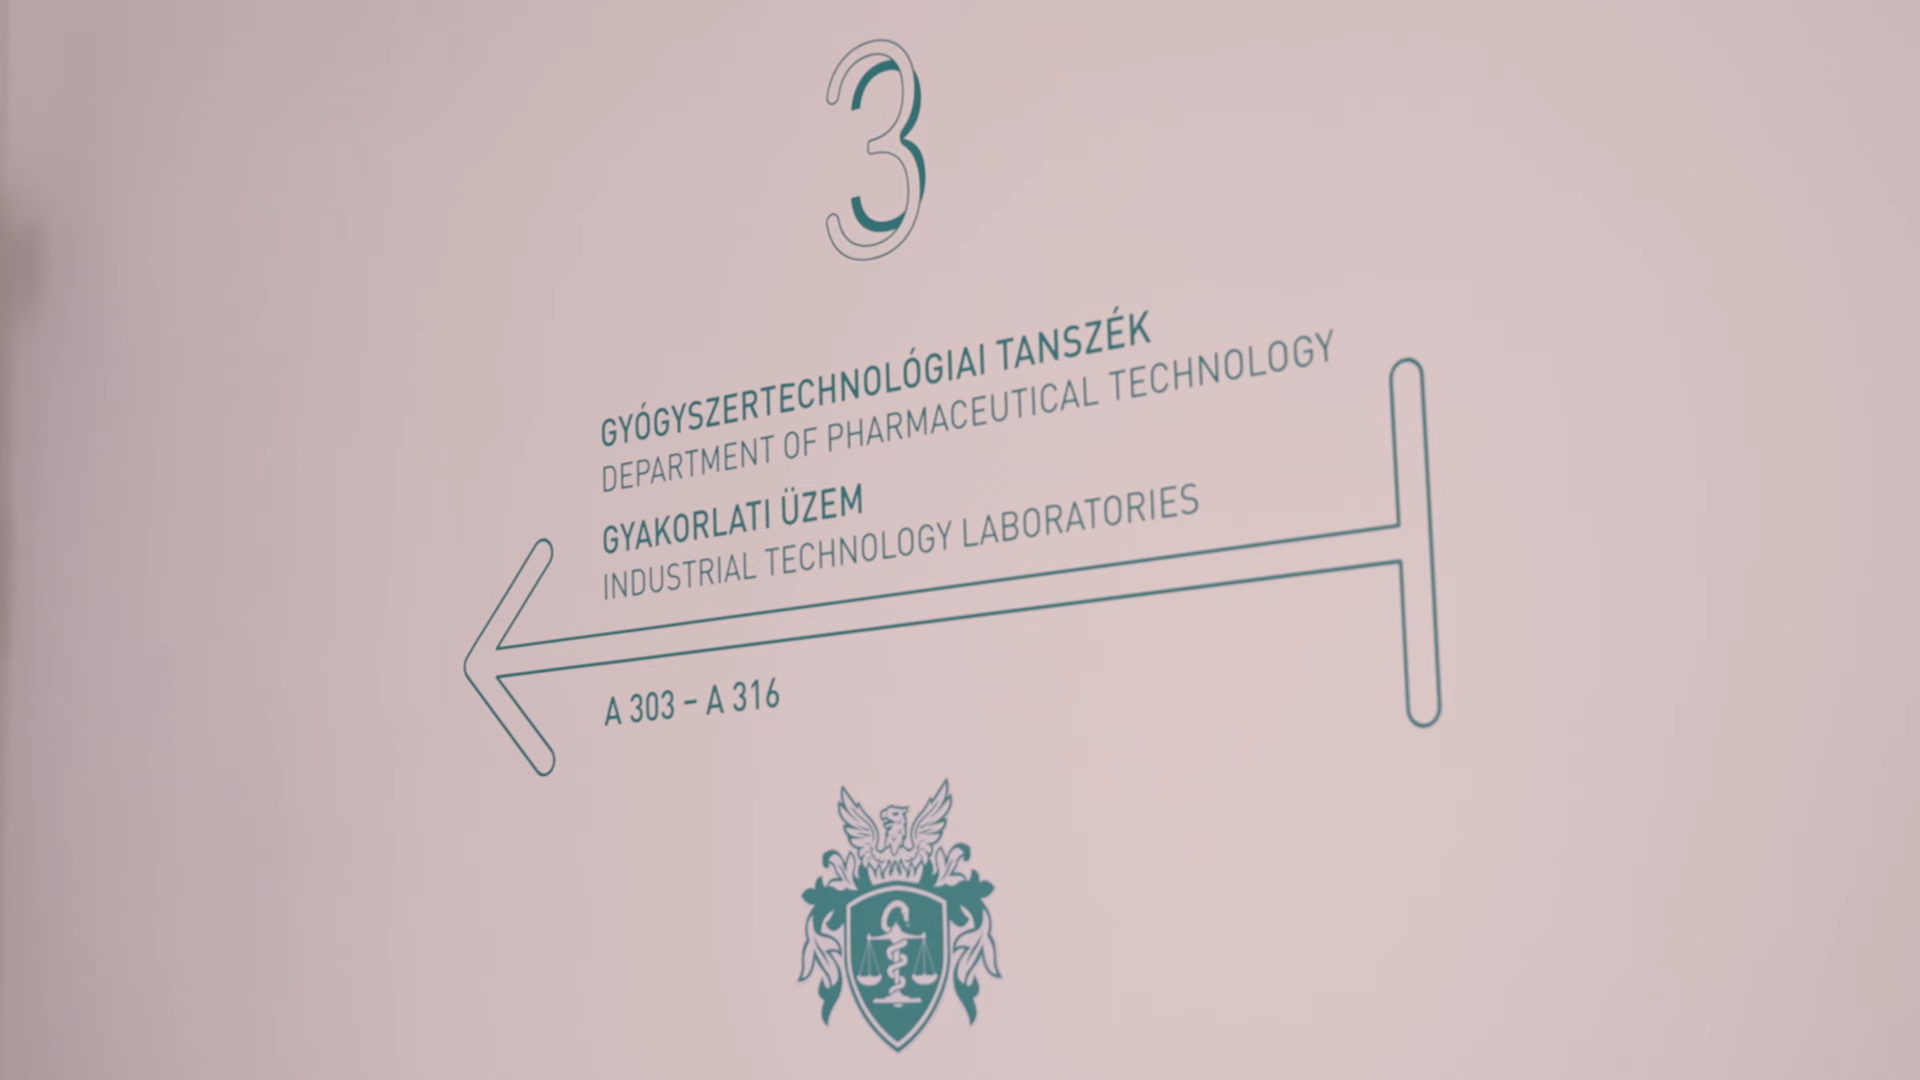 3
GYÓGYSZERTECHNOLÓGIAI TANSZÉK
DEPARTMENT OF PHARMACEUTICAL TECHNOLOGY
GYAKORLATI ÜZEM
INDUSTRIAL TECHNOLOGY LABORATORIES
A 303 – A 316